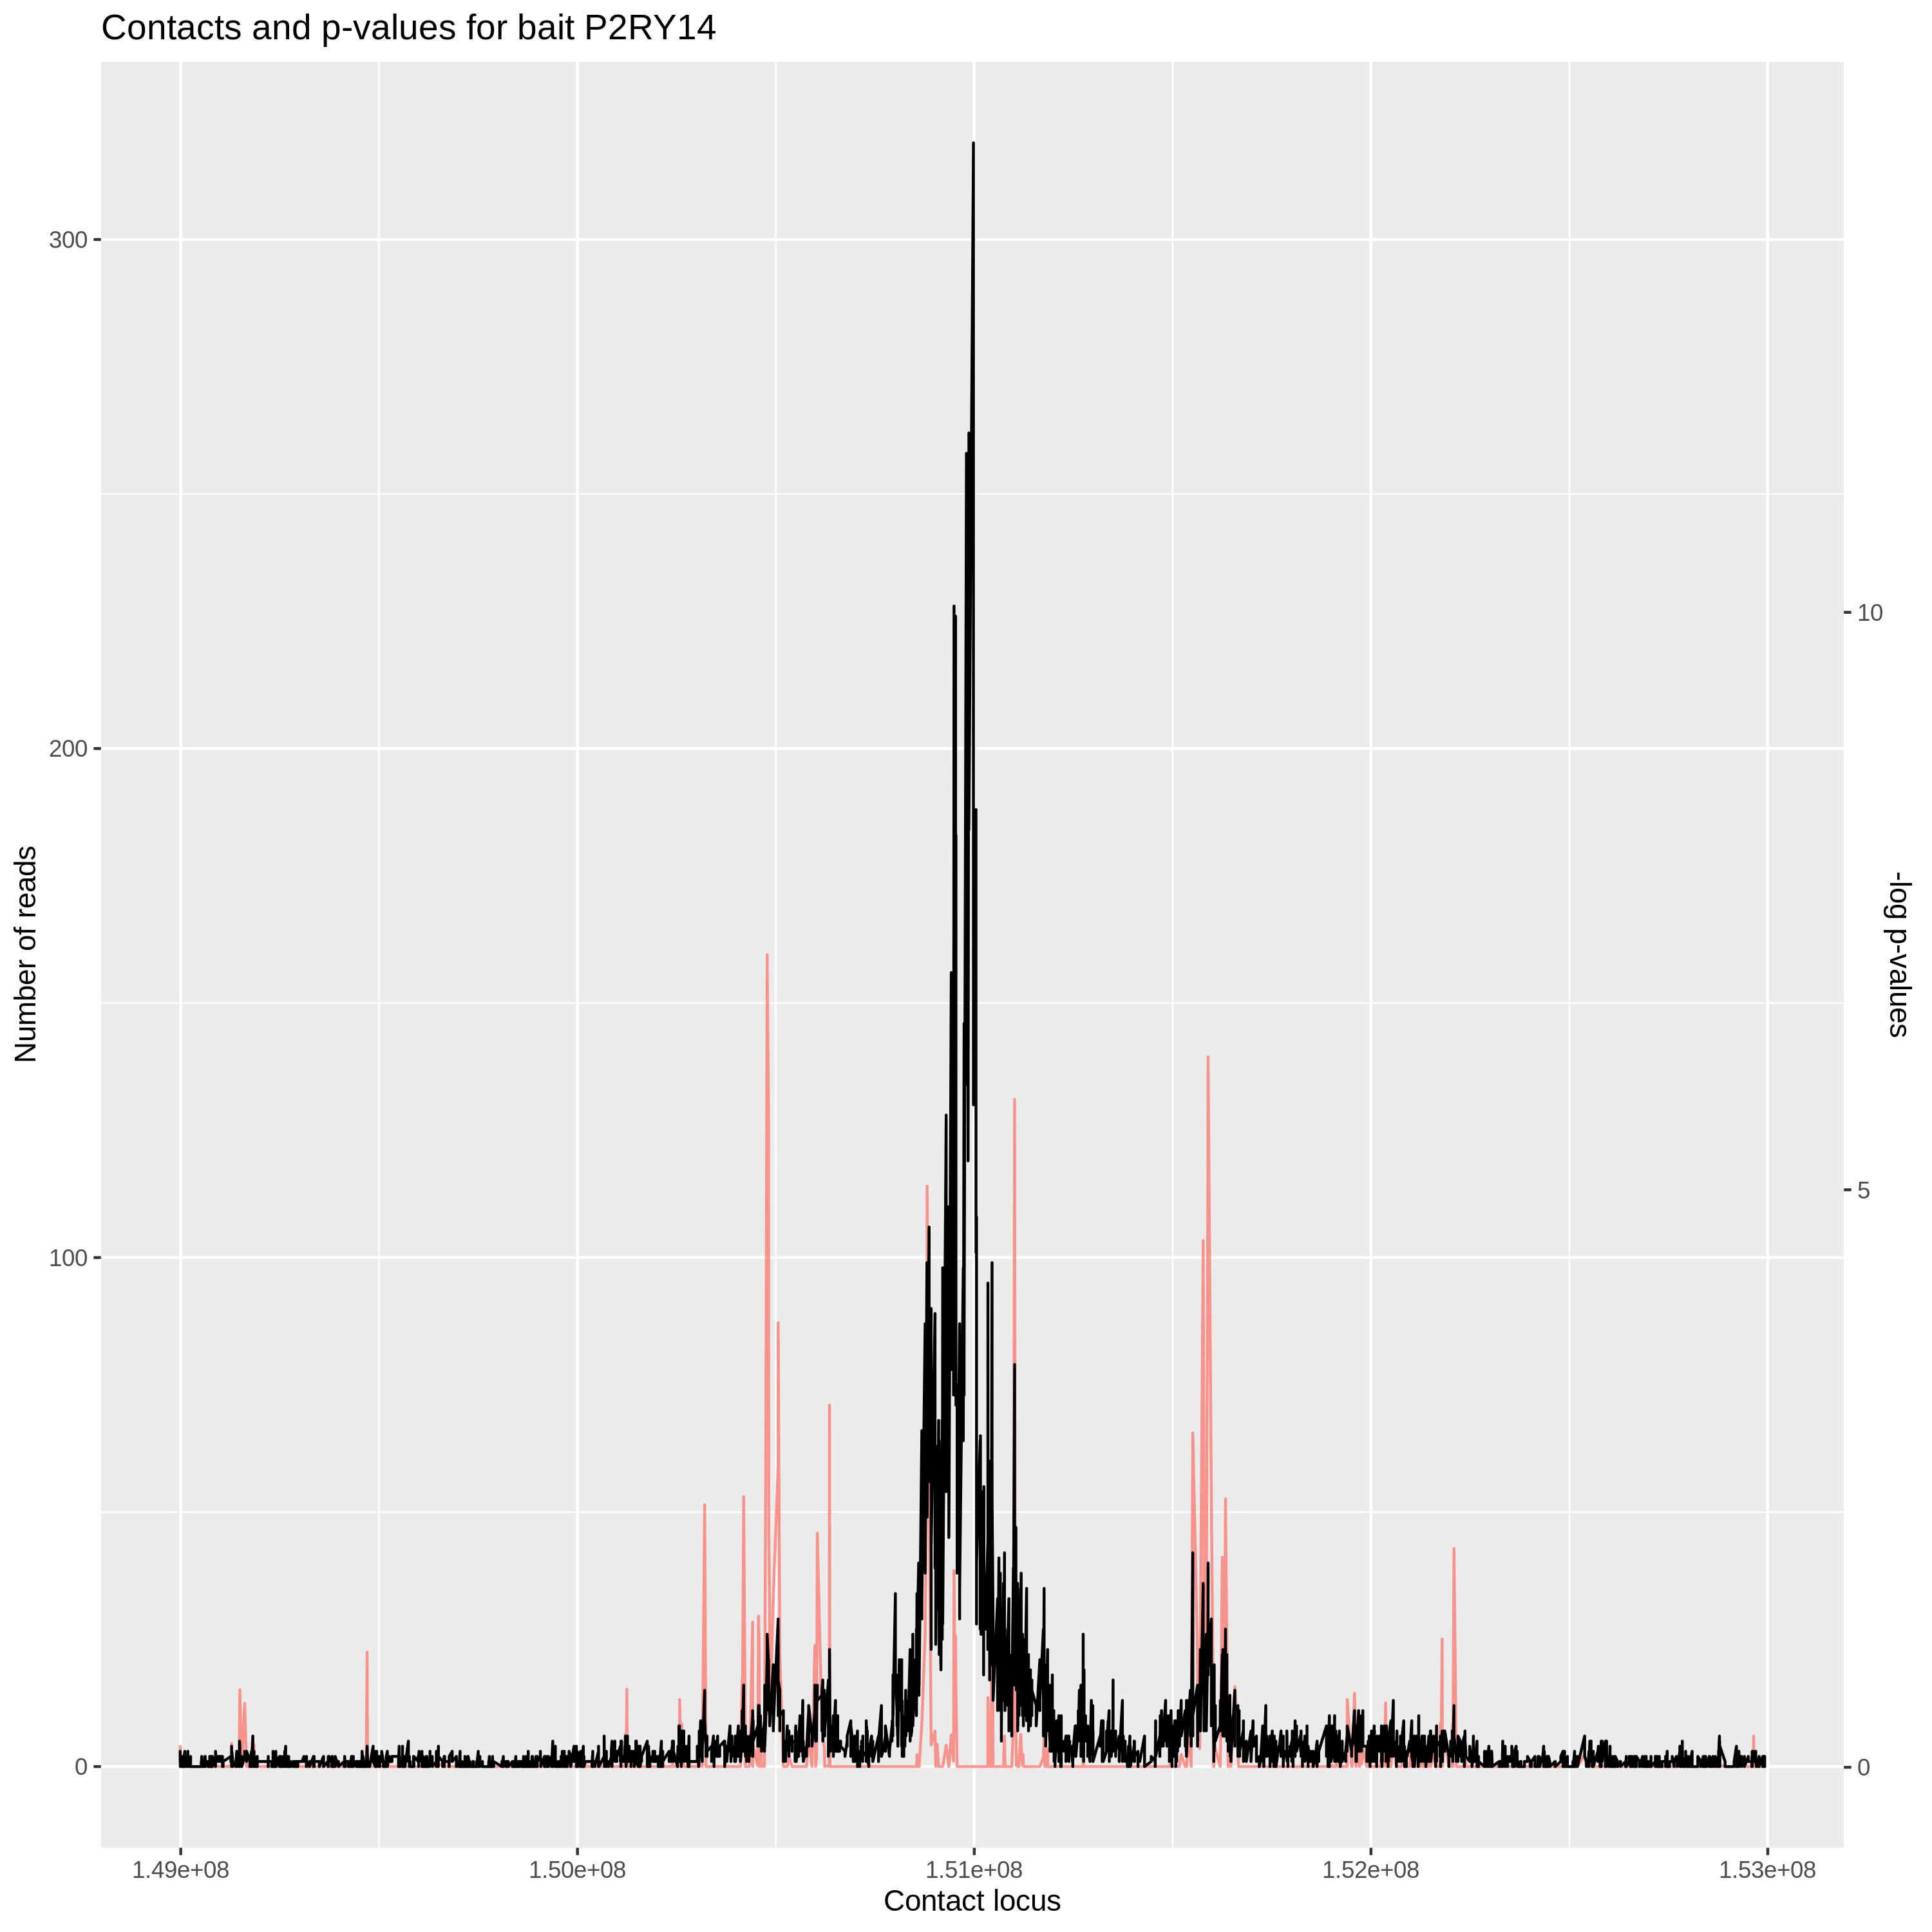 Contacts and p-values for bait P2RY14
300
200
100
0
Number of reads
10
5
0
-log p-values
1.49e+08
1.50e+08
1.51e+08
1.52e+08
1.53e+08
Contact locus